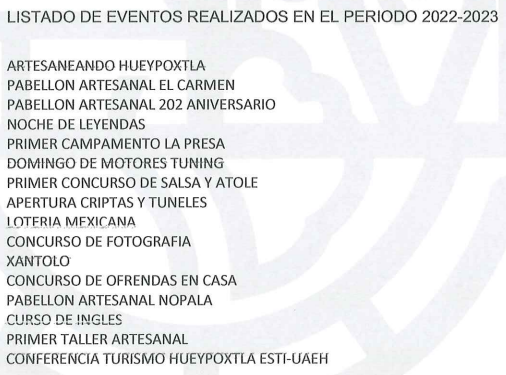 LISTADO DE EVENTOS REALIZADOS EN EL PERIODO 2022-2023
ARTESANEANDO HUEYPOXTLA
PABELLON ARTESANAL EL CARMEN
PABELLON ARTESANAL 202 ANIVERSARIO
NOCHE DE LEYENDAS
PRIMER CAMPAMENTO LA PRESA
DOMINGO DE MOTORES TUNING
PRIMER CONCURSO DE SALSA Y ATOLE
APERTURA CRIPTAS Y TUNELES
LOTERIA MEXICANA
CONCURSO DE FOTOGRAFIA
XANTOLO
CONCURSO DE OFRENDAS EN CASA
PABELLON ARTESANAL NOPALA
CURSO DE INGLES
PRIMER TALLER ARTESANAL
CONFERENCIA TURISMO HUEYPOXTLA ESTI-UAEH